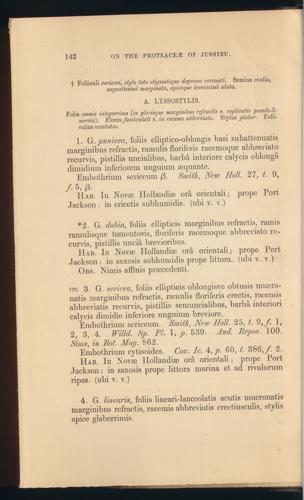 142 ON THE PROTEACEÆ OF JUSSIEU.
† Folliculi sericei, stylo toto stigmateque depresso coronati. Semina ovalia,
angustissimè marginata, apiceque brevissimè alata.
A. LYSSOSTYLIS.
Folia omnia integerrima (in plerisque marginibus refractis v. replicatis pseudo-3-
nervia). Flores fasciculati v. in racemo abbreviato. Stylus glaber. Folli-
culus ecostatus.
1. G. punicea, foliis elliptico-oblongis basi subattenuatis
marginibus refractis, ramulis floriferis racemoque abbreviato
recurvis, pistillis uncialibus, barbâ interiore calycis oblongâ
dimidium inferiorem unguium æquante.
Embothrium sericeum β. Smith, New Holl. 27, t. 9,
f. 5, β.
HAB. In Novæ Hollandiæ orâ orientali; prope Port
Jackson: in ericetis subhumidis. (ubi v. v.)
*2. G. dubia, foliis ellipticis marginibus refractis, ramis
ramulisque tomentosis, floriferis racemoque abbreviato re-
curvis, pistillis unciâ brevioribus.
HAB. In Novæ Hollandiæ orâ orientali; prope Port
Jackson: in saxosis subhumidis prope littora. (ubi v. v.)
OBS. Nimis affinis præcedenti.
172] 3. G. sericea, foliis ellipticis oblongisve obtusis mucro-
natis marginibus refractis, ramulis floriferis erectis, racemis
abbreviatis recurvis, pistillis semuncialibus, barbâ interiori
calycis dimidio inferiore unguium breviore.
Embothrium sericeum. Smith, New Holl. 25, t. 9, f. 1,
2, 3, 4. Willd. Sp. Pl. 1, p. 539. And. Repos. 100.
Sims, in Bot. Mag. 862.
Embothrium cytisoides. Cav. Ic. 4, p. 60, t. 386, f. 2.
HAB. In Novæ Hollandiæ orâ orientali; prope Port
Jackson: in saxosis prope littora marina et ad rivulorum
ripas. (ubi v. v.)
4. G. linearis, foliis lineari-lanceolatis acutis mucronatis
marginibus refractis, racemis abbreviatis erectiusculis, stylis
apice glaberrimis.